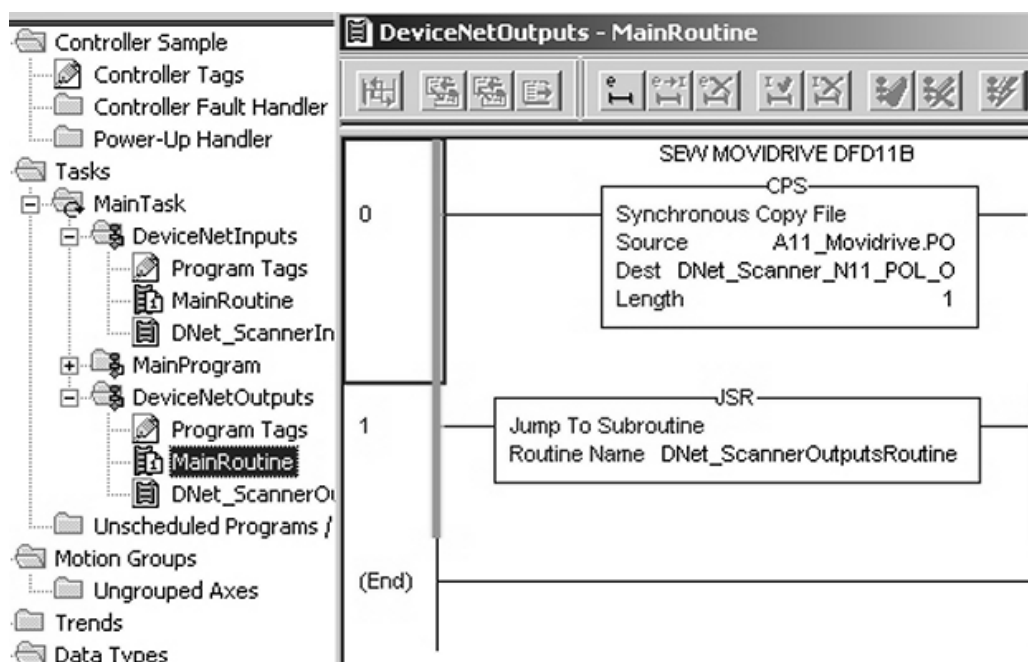 Controller Sample
Controller Tags
Controller Fault Handler
Power-Up Handler
Tasks
MainTask
DeviceNetInputs
Program Tags
MainRoutine
DNet_ScannerIn
MainProgram
DeviceNetOutputs
Program Tags
MainRoutine
DNet_ScannerOu
Unscheduled Programs /
Motion Groups
Ungrouped Axes
Trends
Data Types
DeviceNetOutputs - MainRoutine
SEW MOVIDRIVE DFD11B
CPS
0
Synchronous Copy File
Source A11_Movidrive.PO
Dest DNet_Scanner_N11_POL_O
Length 1
JSR
1
Jump To Subroutine
Routine Name DNet_ScannerOutputsRoutine
(End)